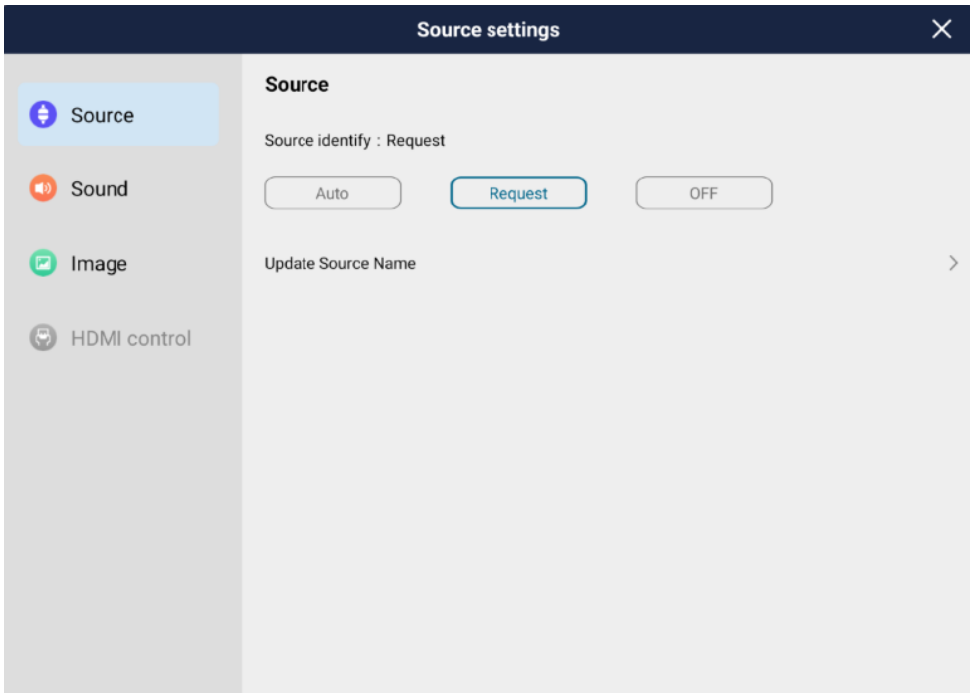 Source settings
Source
Sound
Image
HDMI control
Source
Source identify : Request
Auto
Request
OFF
Update Source Name